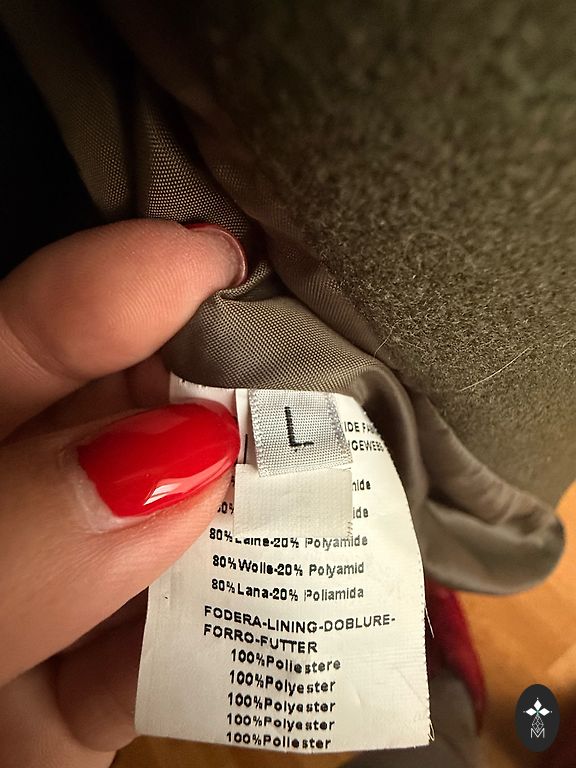 L
80%Laine-20% Polyamide
80%Wolle-20% Polyamid
80%Lana-20% Poliamida
FODERA-LINING-DOBLURE-
FORRO-FUTTER
100%Poliestere
100%Polyester
100%Polyester
100%Polyester
100%Poliester